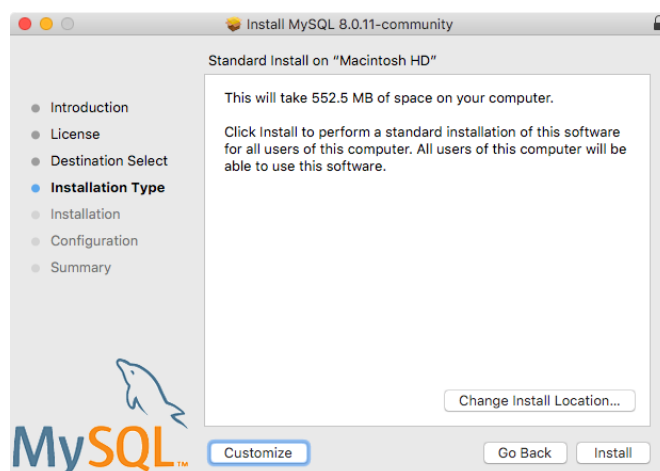 Install MySQL 8.0.11-community
Standard Install on "Macintosh HD"
Introduction
License
Destination Select
Installation Type
Installation
Configuration
Summary
This will take 552.5 MB of space on your computer.
Click Install to perform a standard installation of this software
for all users of this computer. All users of this computer will be
able to use this software.
Change Install Location...
MySQL™
Customize
Go Back
Install